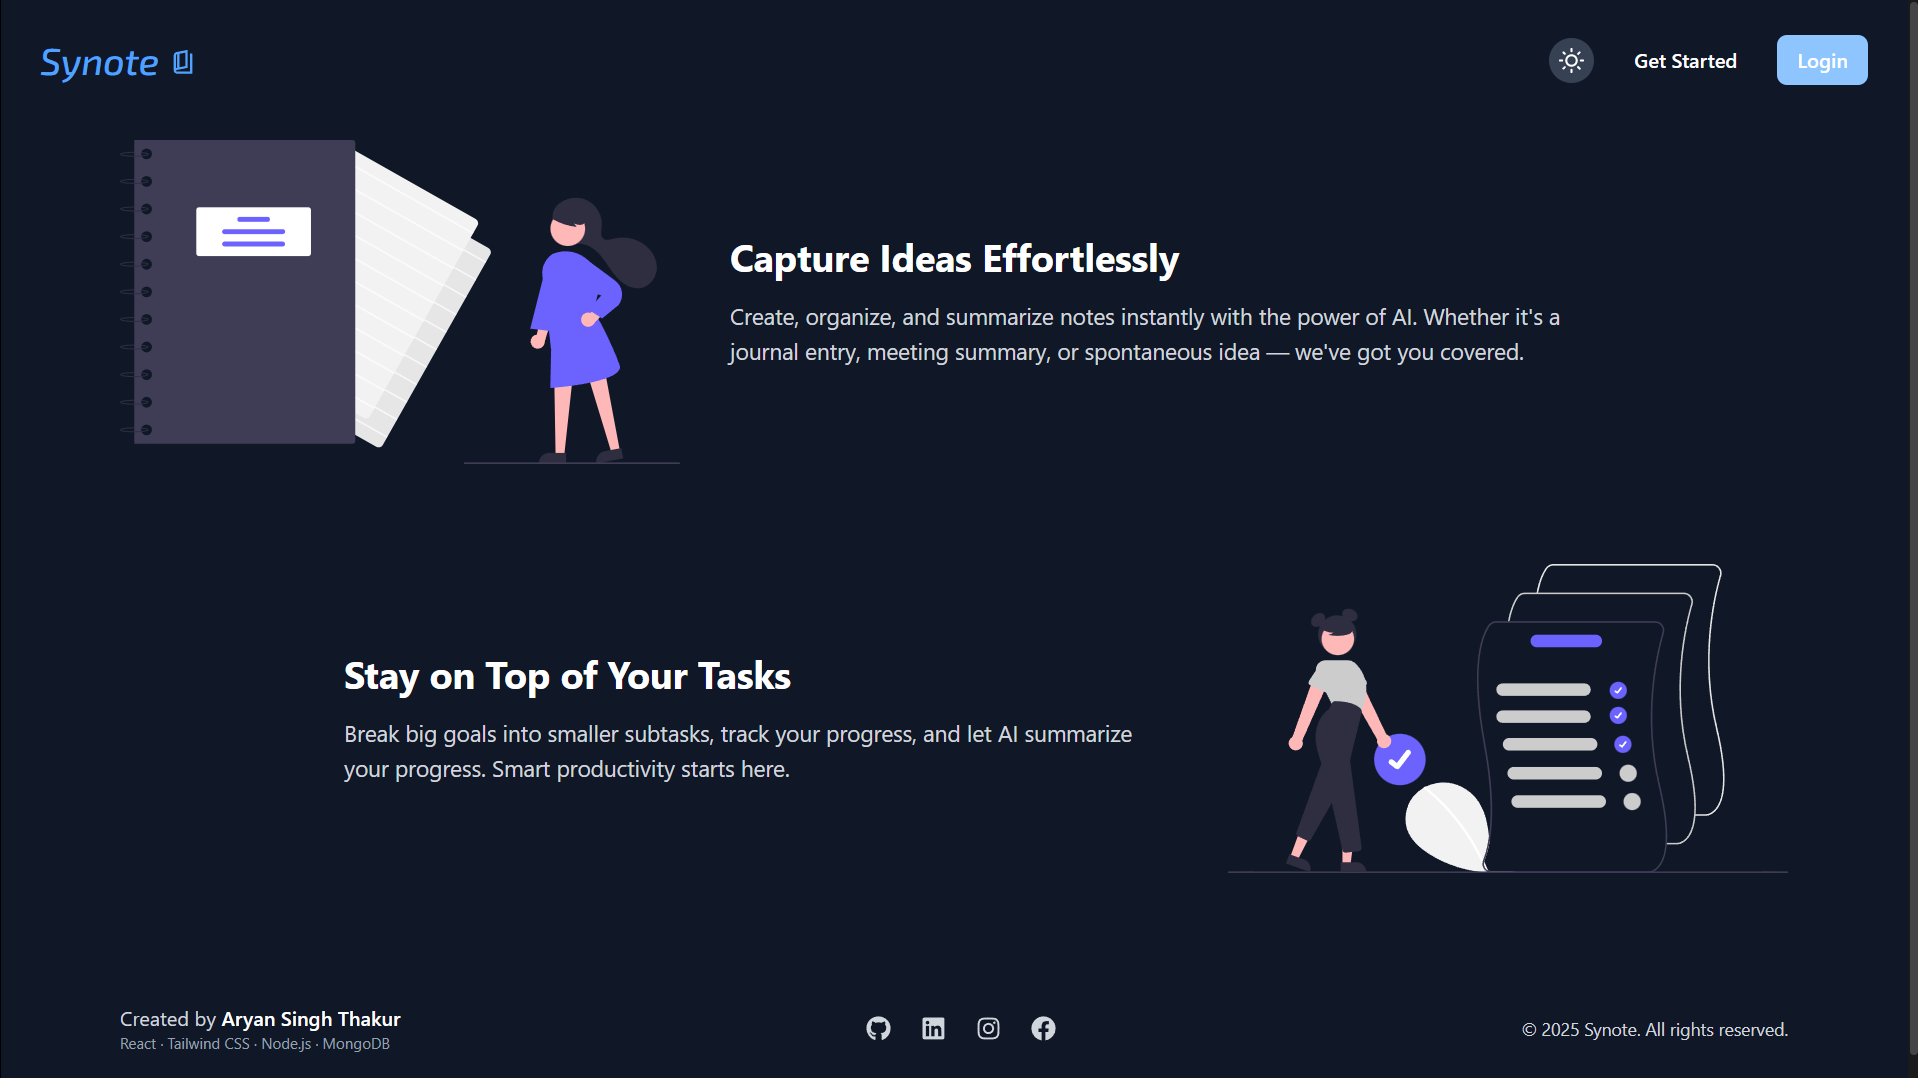 Synote
Get Started
Login
Capture Ideas Effortlessly
Create, organize, and summarize notes instantly with the power of AI. Whether it's a
journal entry, meeting summary, or spontaneous idea — we've got you covered.
Stay on Top of Your Tasks
Break big goals into smaller subtasks, track your progress, and let AI summarize
your progress. Smart productivity starts here.
Created by Aryan Singh Thakur
React · Tailwind CSS · Node.js · MongoDB
© 2025 Synote. All rights reserved.